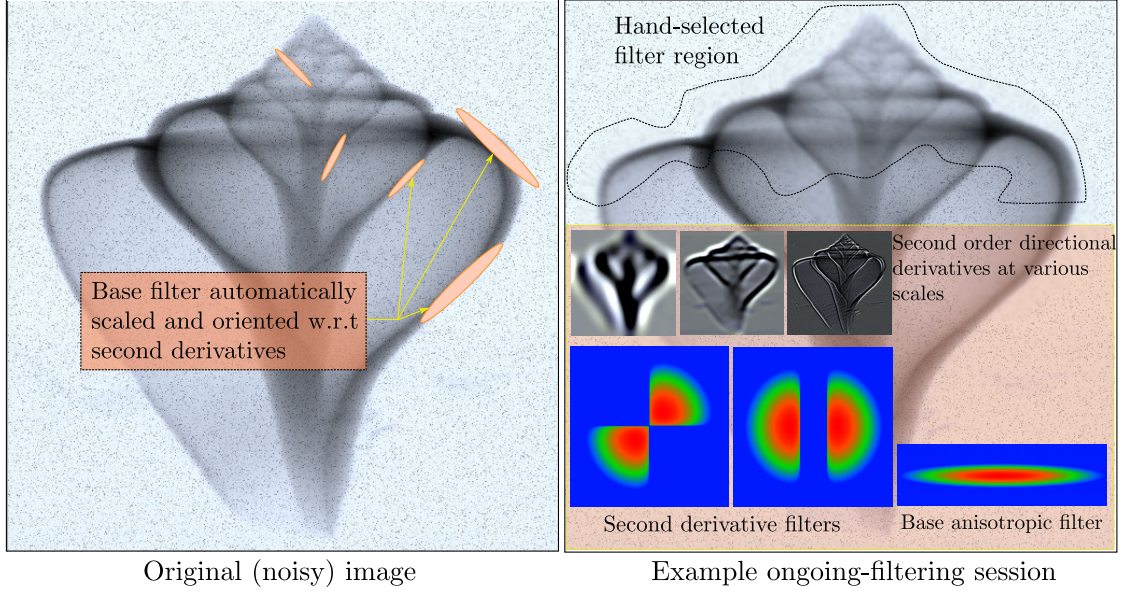 Base filter automatically
scaled and oriented w.r.t
second derivatives
Original (noisy) image
Hand-selected
filter region
Second order directional
derivatives at various
scales
Second derivative filters
Base anisotropic filter
Example ongoing-filtering session